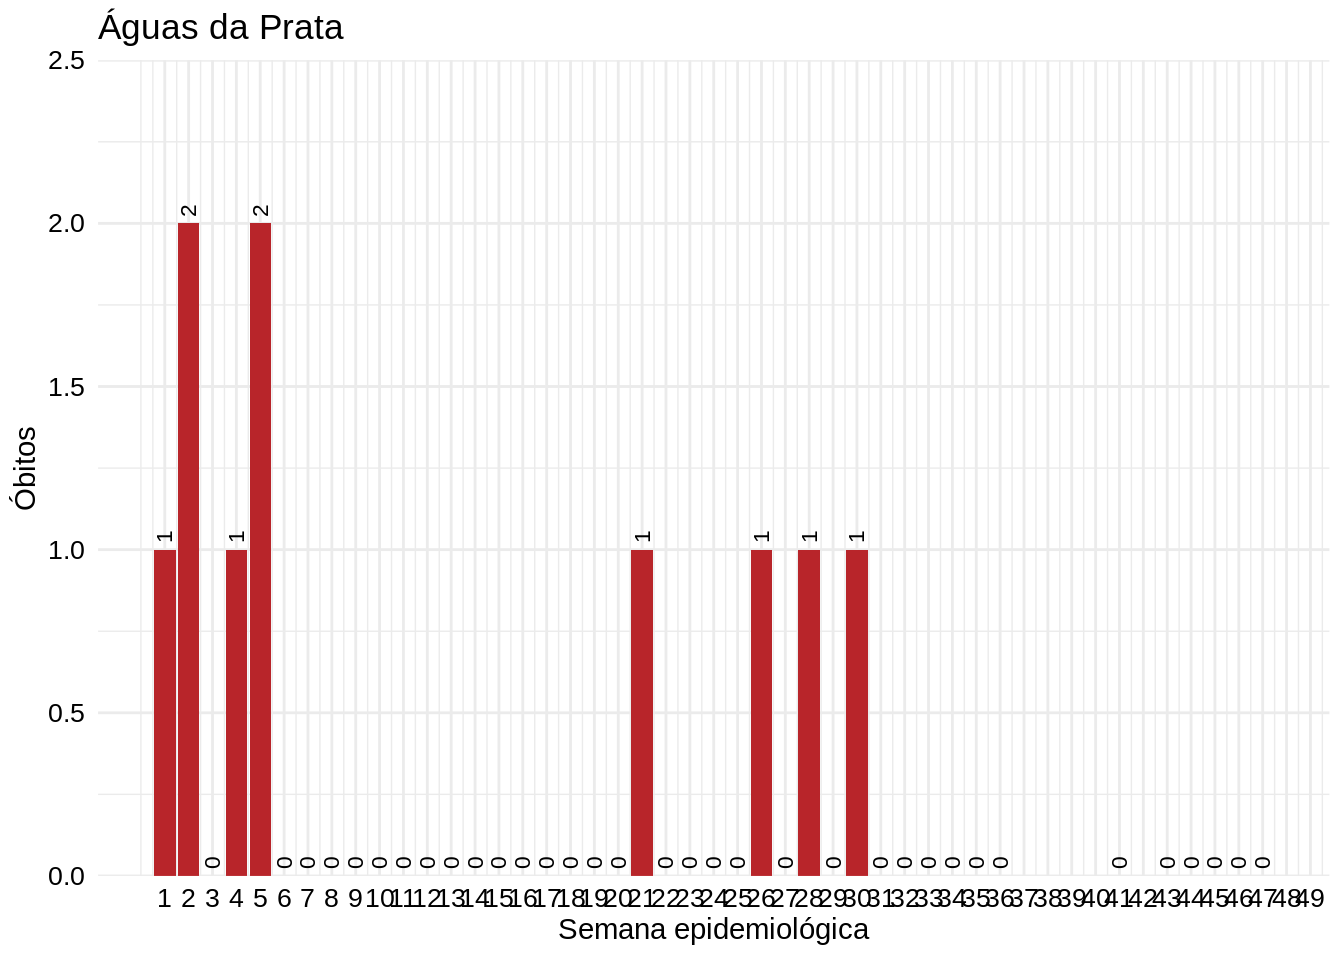 Águas da Prata
2.5
2.0
1.5
1.0
0.5
0.0
Óbitos
1 2 0 1 2 0 0 0 0 0 0 0 0 0 0 0 0 0 0 0 1 0 0 0 0 1 0 1 0 1 0 0 0 0 0 0 0 0 0 0 0 0
1 2 3 4 5 6 7 8 9 10 11 12 13 14 15 16 17 18 19 20 21 22 23 24 25 26 27 28 29 30 31 32 33 34 35 36 37 38 39 40 41 42 43 44 45 46 47 48 49
Semana epidemiológica